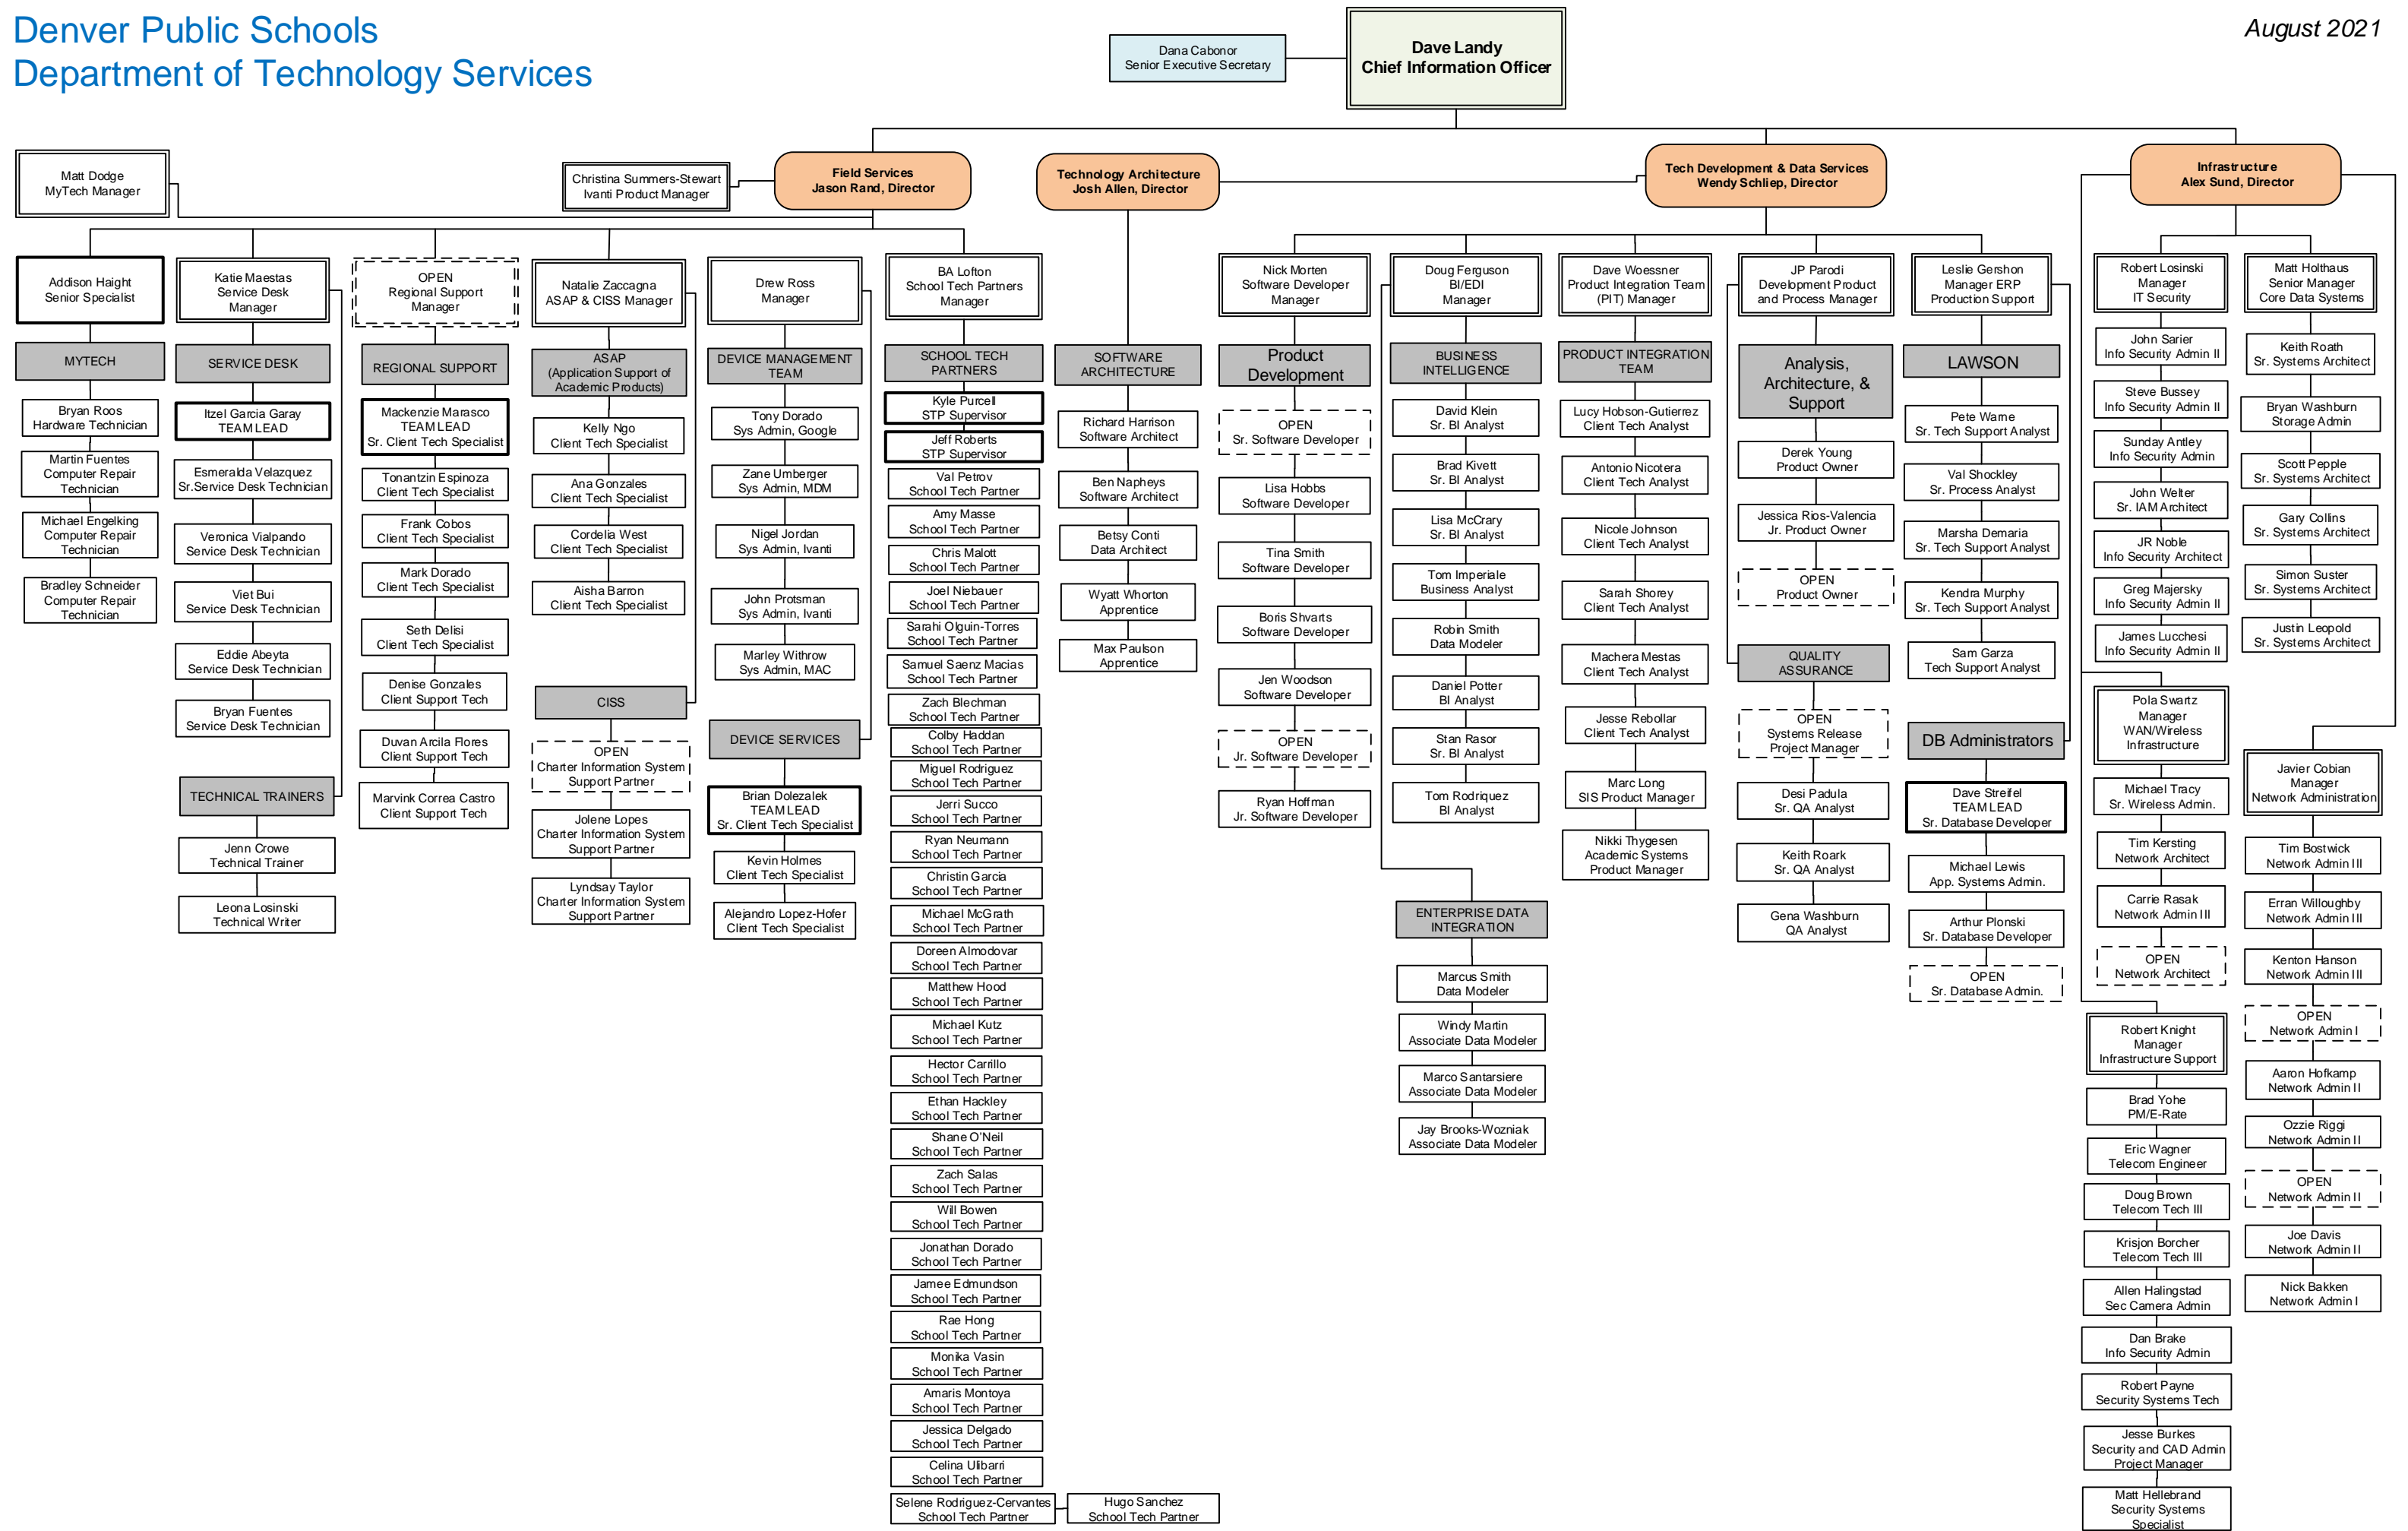 Denver Public Schools
Department of Technology Services
August 2021
Dave Landy
Chief Information Officer
Dana Cabonor
Senior Executive Secretary
Matt Dodge
MyTech Manager
Christina Summers-Stewart
Ivanti Product Manager
Field Services
Jason Rand, Director
Technology Architecture
Josh Allen, Director
Tech Development & Data Services
Wendy Schliep, Director
Infrastructure
Alex Sund, Director
Addison Haight
Senior Specialist
MYTECH
Bryan Roos
Hardware Technician
Martin Fuentes
Computer Repair
Technician
Michael Engelking
Computer Repair
Technician
Bradley Schneider
Computer Repair
Technician
Katie Maestas
Service Desk
Manager
SERVICE DESK
Itzel Garcia Garay
TEAM LEAD
Esmeralda Velazquez
Sr.Service Desk Technician
Veronica Vialpando
Service Desk Technician
Viet Bui
Service Desk Technician
Eddie Abeyta
Service Desk Technician
Bryan Fuentes
Service Desk Technician
TECHNICAL TRAINERS
Jenn Crowe
Technical Trainer
Leona Losinski
Technical Writer
OPEN
Regional Support
Manager
REGIONAL SUPPORT
Mackenzie Marasco
TEAM LEAD
Sr. Client Tech Specialist
Tonantzin Espinoza
Client Tech Specialist
Frank Cobos
Client Tech Specialist
Mark Dorado
Client Tech Specialist
Seth Delisi
Client Tech Specialist
Denise Gonzales
Client Support Tech
Duvan Arcila Flores
Client Support Tech
Marvink Correa Castro
Client Support Tech
Natalie Zaccagna
ASAP & CISS Manager
ASAP
(Application Support of
Academic Products)
Kelly Ngo
Client Tech Specialist
Ana Gonzales
Client Tech Specialist
Cordelia West
Client Tech Specialist
Aisha Barron
Client Tech Specialist
CISS
OPEN
Charter Information System
Support Partner
Jolene Lopes
Charter Information System
Support Partner
Lyndsay Taylor
Charter Information System
Support Partner
Drew Ross
Manager
DEVICE MANAGEMENT
TEAM
Tony Dorado
Sys Admin, Google
Zane Umberger
Sys Admin, MDM
Nigel Jordan
Sys Admin, Ivanti
John Protsman
Sys Admin, Ivanti
Marley Withrow
Sys Admin, MAC
DEVICE SERVICES
Brian Dolezalek
TEAM LEAD
Sr. Client Tech Specialist
Kevin Holmes
Client Tech Specialist
Alejandro Lopez-Hofer
Client Tech Specialist
BA Lofton
School Tech Partners
Manager
SCHOOL TECH
PARTNERS
Kyle Purcell
STP Supervisor
Jeff Roberts
STP Supervisor
Val Petrov
School Tech Partner
Amy Masse
School Tech Partner
Chris Malott
School Tech Partner
Joel Niebauer
School Tech Partner
Sarahi Olguin-Torres
School Tech Partner
Samuel Saenz Macias
School Tech Partner
Zach Blechman
School Tech Partner
Colby Haddan
School Tech Partner
Miguel Rodriguez
School Tech Partner
Jerri Succo
School Tech Partner
Ryan Neumann
School Tech Partner
Christin Garcia
School Tech Partner
Michael McGrath
School Tech Partner
Doreen Almodovar
School Tech Partner
Matthew Hood
School Tech Partner
Michael Kutz
School Tech Partner
Hector Carrillo
School Tech Partner
Ethan Hackley
School Tech Partner
Shane O’Neil
School Tech Partner
Zach Salas
School Tech Partner
Will Bowen
School Tech Partner
Jonathan Dorado
School Tech Partner
Jamee Edmundson
School Tech Partner
Rae Hong
School Tech Partner
Monika Vasin
School Tech Partner
Amaris Montoya
School Tech Partner
Jessica Delgado
School Tech Partner
Celina Ulibarri
School Tech Partner
Selene Rodriguez-Cervantes
School Tech Partner
Hugo Sanchez
School Tech Partner
SOFTWARE
ARCHITECTURE
Richard Harrison
Software Architect
Ben Napheys
Software Architect
Betsy Conti
Data Architect
Wyatt Whorton
Apprentice
Max Paulson
Apprentice
Nick Morten
Software Developer
Manager
Product
Development
OPEN
Sr. Software Developer
Lisa Hobbs
Software Developer
Tina Smith
Software Developer
Boris Shvarts
Software Developer
Jen Woodson
Software Developer
OPEN
Jr. Software Developer
Ryan Hoffman
Jr. Software Developer
Doug Ferguson
BI/EDI
Manager
BUSINESS
INTELLIGENCE
David Klein
Sr. BI Analyst
Brad Kivett
Sr. BI Analyst
Lisa McCrary
Sr. BI Analyst
Tom Imperiale
Business Analyst
Robin Smith
Data Modeler
Daniel Potter
BI Analyst
Stan Rasor
Sr. BI Analyst
Tom Rodriquez
BI Analyst
ENTERPRISE DATA
INTEGRATION
Marcus Smith
Data Modeler
Windy Martin
Associate Data Modeler
Marco Santarsiere
Associate Data Modeler
Jay Brooks-Wozniak
Associate Data Modeler
Dave Woessner
Product Integration Team
(PIT) Manager
PRODUCT INTEGRATION
TEAM
Lucy Hobson-Gutierrez
Client Tech Analyst
Antonio Nicotera
Client Tech Analyst
Nicole Johnson
Client Tech Analyst
Sarah Shorey
Client Tech Analyst
Machera Mestas
Client Tech Analyst
Jesse Rebollar
Client Tech Analyst
Marc Long
SIS Product Manager
Nikki Thygesen
Academic Systems
Product Manager
JP Parodi
Development Product
and Process Manager
Analysis,
Architecture, &
Support
Derek Young
Product Owner
Jessica Rios-Valencia
Jr. Product Owner
OPEN
Product Owner
QUALITY
ASSURANCE
OPEN
Systems Release
Project Manager
Desi Padula
Sr. QA Analyst
Keith Roark
Sr. QA Analyst
Gena Washburn
QA Analyst
Leslie Gershon
Manager ERP
Production Support
LAWSON
Pete Warne
Sr. Tech Support Analyst
Val Shockley
Sr. Process Analyst
Marsha Demaria
Sr. Tech Support Analyst
Kendra Murphy
Sr. Tech Support Analyst
Sam Garza
Tech Support Analyst
DB Administrators
Dave Streifel
TEAM LEAD
Sr. Database Developer
Michael Lewis
App. Systems Admin.
Arthur Plonski
Sr. Database Developer
OPEN
Sr. Database Admin.
Robert Losinski
Manager
IT Security
John Sarier
Info Security Admin II
Steve Bussey
Info Security Admin II
Sunday Antley
Info Security Admin
John Welter
Sr. IAM Architect
JR Noble
Info Security Architect
Greg Majersky
Info Security Admin II
James Lucchesi
Info Security Admin II
Pola Swartz
Manager
WAN/Wireless
Infrastructure
Michael Tracy
Sr. Wireless Admin.
Tim Kersting
Network Architect
Carrie Rasak
Network Admin III
OPEN
Network Architect
Robert Knight
Manager
Infrastructure Support
Brad Yohe
PM/E-Rate
Eric Wagner
Telecom Engineer
Doug Brown
Telecom Tech III
Krisjon Borcher
Telecom Tech III
Allen Halingstad
Sec Camera Admin
Dan Brake
Info Security Admin
Robert Payne
Security Systems Tech
Jesse Burkes
Security and CAD Admin
Project Manager
Matt Hellebrand
Security Systems
Specialist
Matt Holthaus
Senior Manager
Core Data Systems
Keith Roath
Sr. Systems Architect
Bryan Washburn
Storage Admin
Scott Pepple
Sr. Systems Architect
Gary Collins
Sr. Systems Architect
Simon Suster
Sr. Systems Architect
Justin Leopold
Sr. Systems Architect
Javier Cobian
Manager
Network Administration
Tim Bostwick
Network Admin III
Erran Willoughby
Network Admin III
Kenton Hanson
Network Admin III
OPEN
Network Admin I
Aaron Hofkamp
Network Admin II
Ozzie Riggi
Network Admin II
OPEN
Network Admin II
Joe Davis
Network Admin II
Nick Bakken
Network Admin I